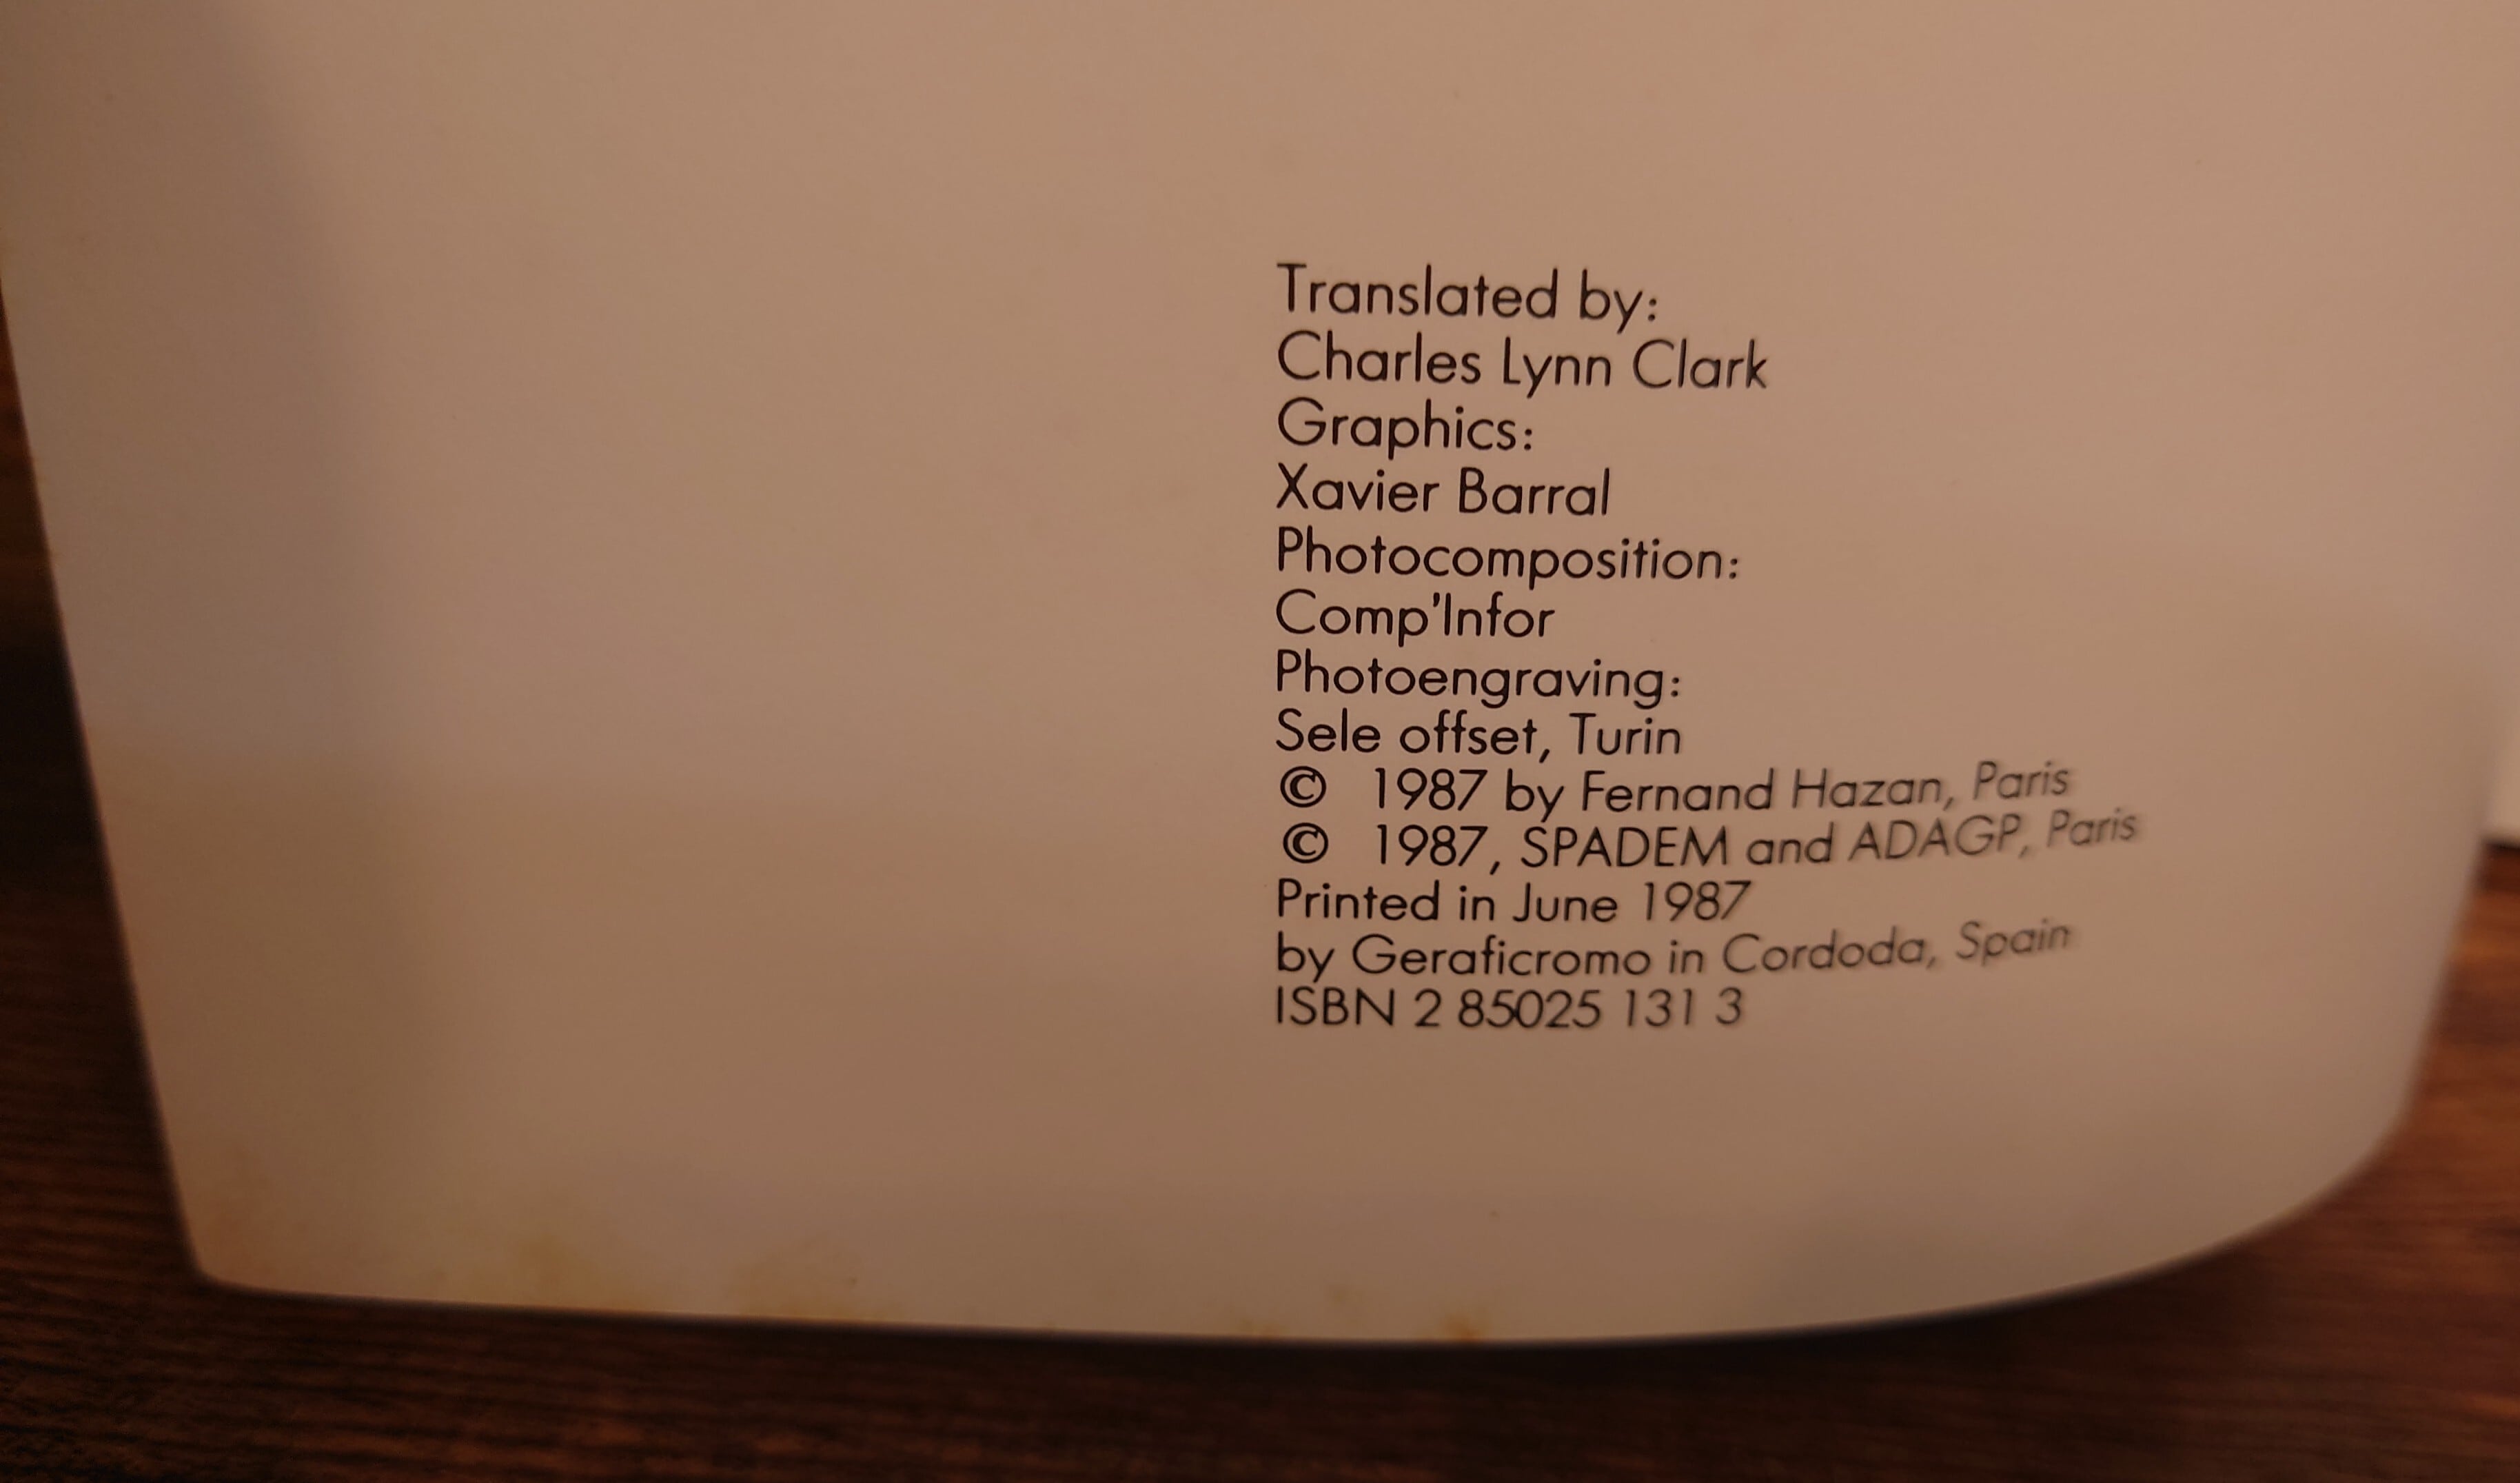 Translated by:
Charles Lynn Clark
Graphics:
Xavier Barral
Photocomposition:
Comp'Infor
Photoengraving:
Sele offset, Turin
© 1987 by Fernand Hazan, Paris
© 1987, SPADEM and ADAGP, Paris
Printed in June 1987
by Geraficromo in Cordoda, Spain
ISBN 2 85025 131 3